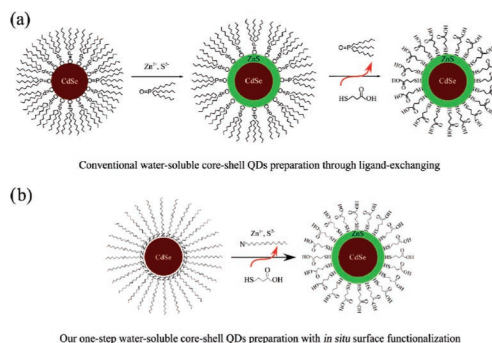 (a)
Zn²⁺, S²⁻
O=P
O=P
HS
O
OH
CdSe
ZnS
CdSe
ZnS
CdSe
Conventional water-soluble core-shell QDs preparation through ligand-exchanging
(b)
Zn²⁺, S²⁻
N
HS
O
OH
CdSe
ZnS
CdSe
Our one-step water-soluble core-shell QDs preparation with in situ surface functionalization